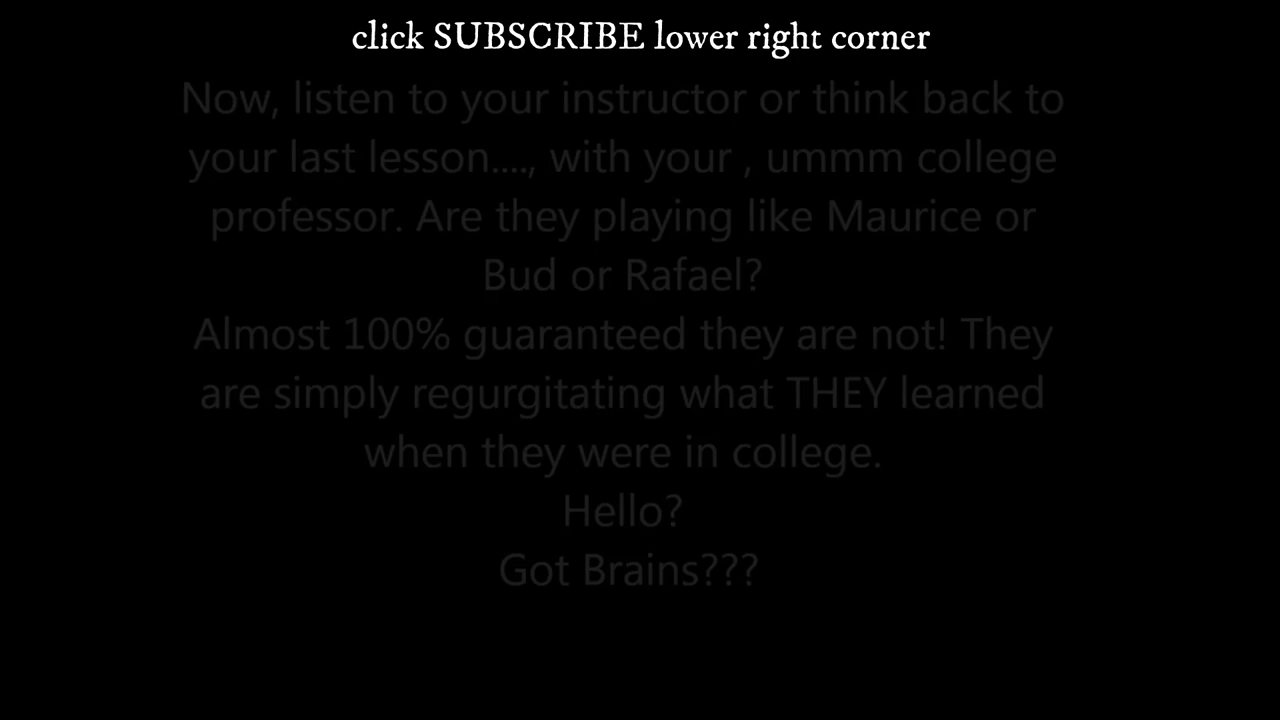 click SUBSCRIBE lower right corner
Now, listen to your instructor or think back to
your last lesson...., with your , ummm college
professor. Are they playing like Maurice or
Bud or Rafael?
Almost 100% guaranteed they are not! They
are simply regurgitating what THEY learned
when they were in college.
Hello?
Got Brains???